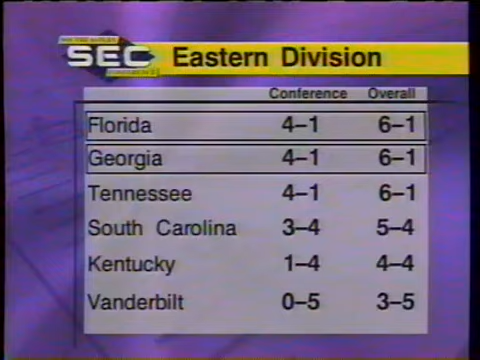 SEC
CONFERENCE
Eastern Division
Conference Overall
Florida 4–1 6–1
Georgia 4–1 6–1
Tennessee 4–1 6–1
South Carolina 3–4 5–4
Kentucky 1–4 4–4
Vanderbilt 0–5 3–5